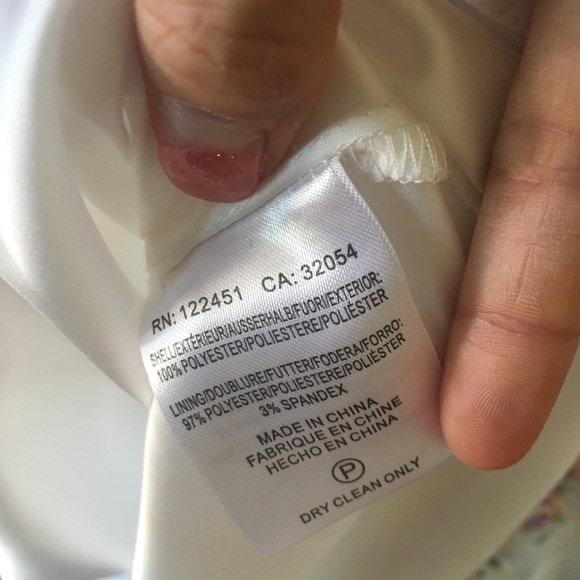 RN: 122451 CA: 32054
SHELL/EXTÉRIEUR/AUSSERHALB/FUORI/EXTERIOR:
100% POLYESTER/POLIESTERE/POLIÉSTER
LINING/DOUBLURE/FUTTER/FODERA/FORRO:
97% POLYESTER/POLIESTERE/POLIÉSTER
3% SPANDEX
MADE IN CHINA
FABRIQUE EN CHINE
HECHO EN CHINA
P
DRY CLEAN ONLY